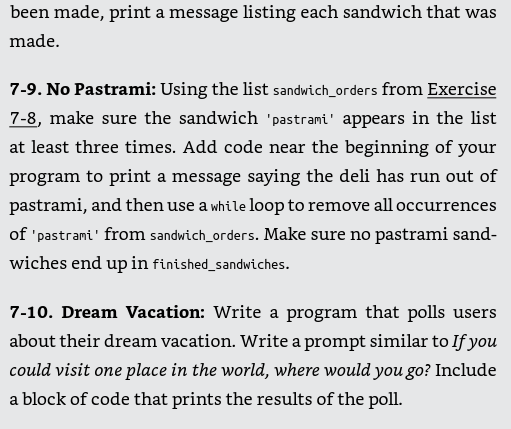 been made, print a message listing each sandwich that was
made.
7-9. No Pastrami: Using the list sandwich_orders from Exercise
7-8, make sure the sandwich 'pastrami' appears in the list
at least three times. Add code near the beginning of your
program to print a message saying the deli has run out of
pastrami, and then use a while loop to remove all occurrences
of 'pastrami' from sandwich_orders. Make sure no pastrami sand-
wiches end up in finished_sandwiches.
7-10. Dream Vacation: Write a program that polls users
about their dream vacation. Write a prompt similar to If you
could visit one place in the world, where would you go? Include
a block of code that prints the results of the poll.